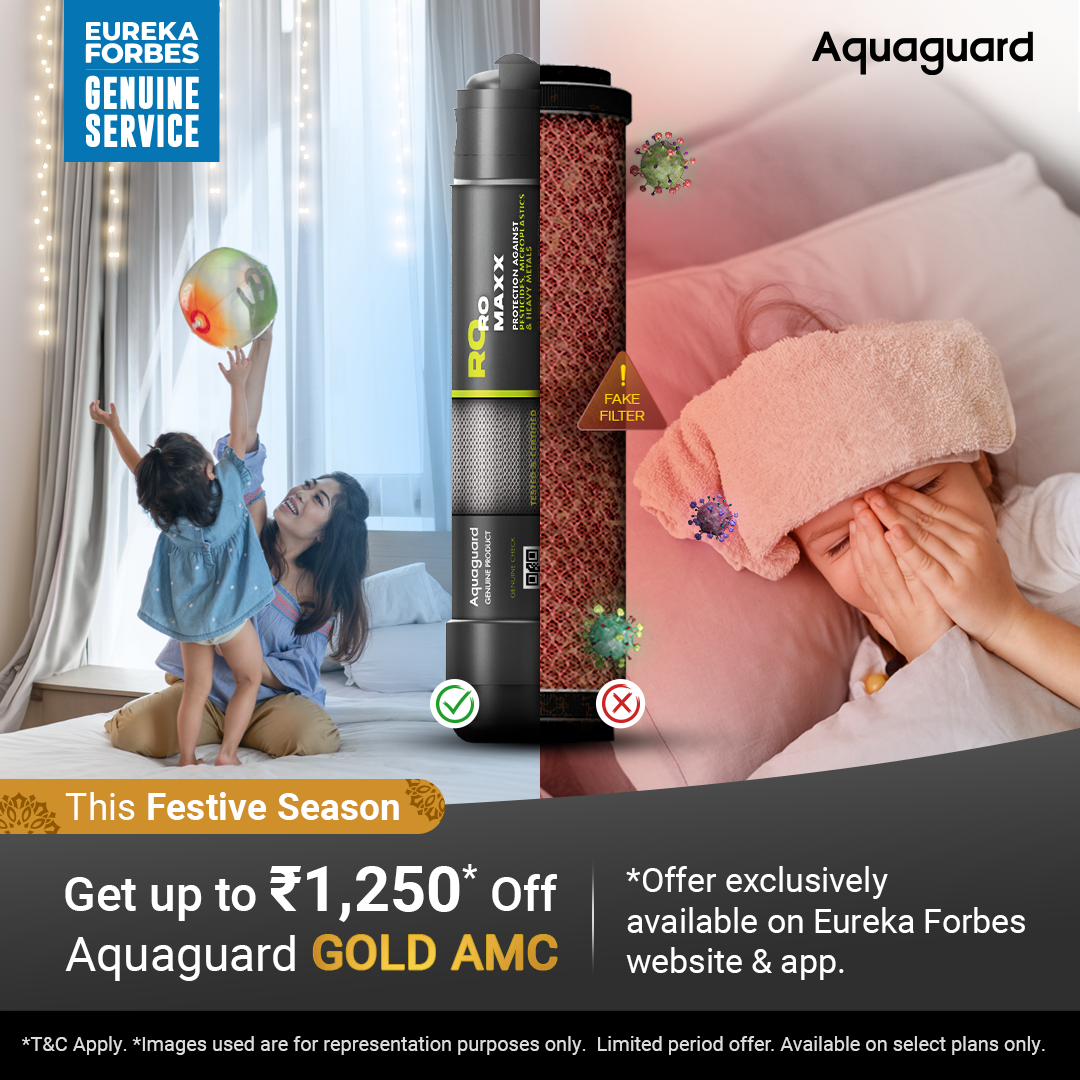 EUREKA
FORBES
GENUINE
SERVICE
Aquaguard
RO
RO
MAXX
PROTECTION AGAINST
PESTICIDES, MICROPLASTICS
& HEAVY METALS
Aquaguard
GENUINE PRODUCT
GENUINE CHECK
!
FAKE
FILTER
This Festive Season
Get up to ₹1,250* Off
Aquaguard GOLD AMC
*Offer exclusively
available on Eureka Forbes
website & app.
*T&C Apply. *Images used are for representation purposes only. Limited period offer. Available on select plans only.